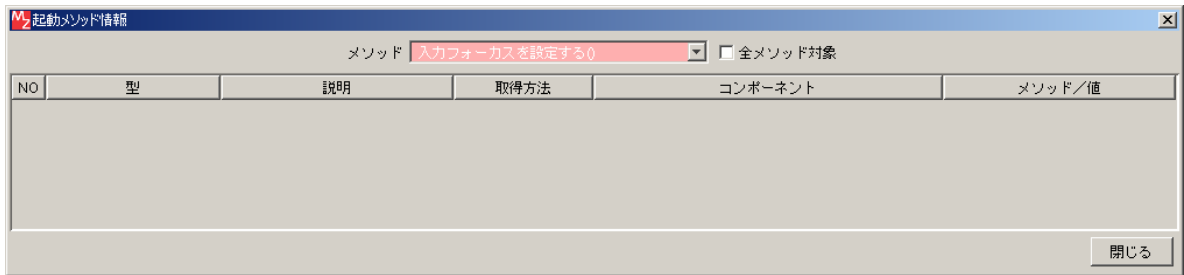 MZ 起動メソッド情報
メソッド 入力フォーカスを設定する() 全メソッド対象
NO 型 説明 取得方法 コンポーネント メソッド/値
閉じる